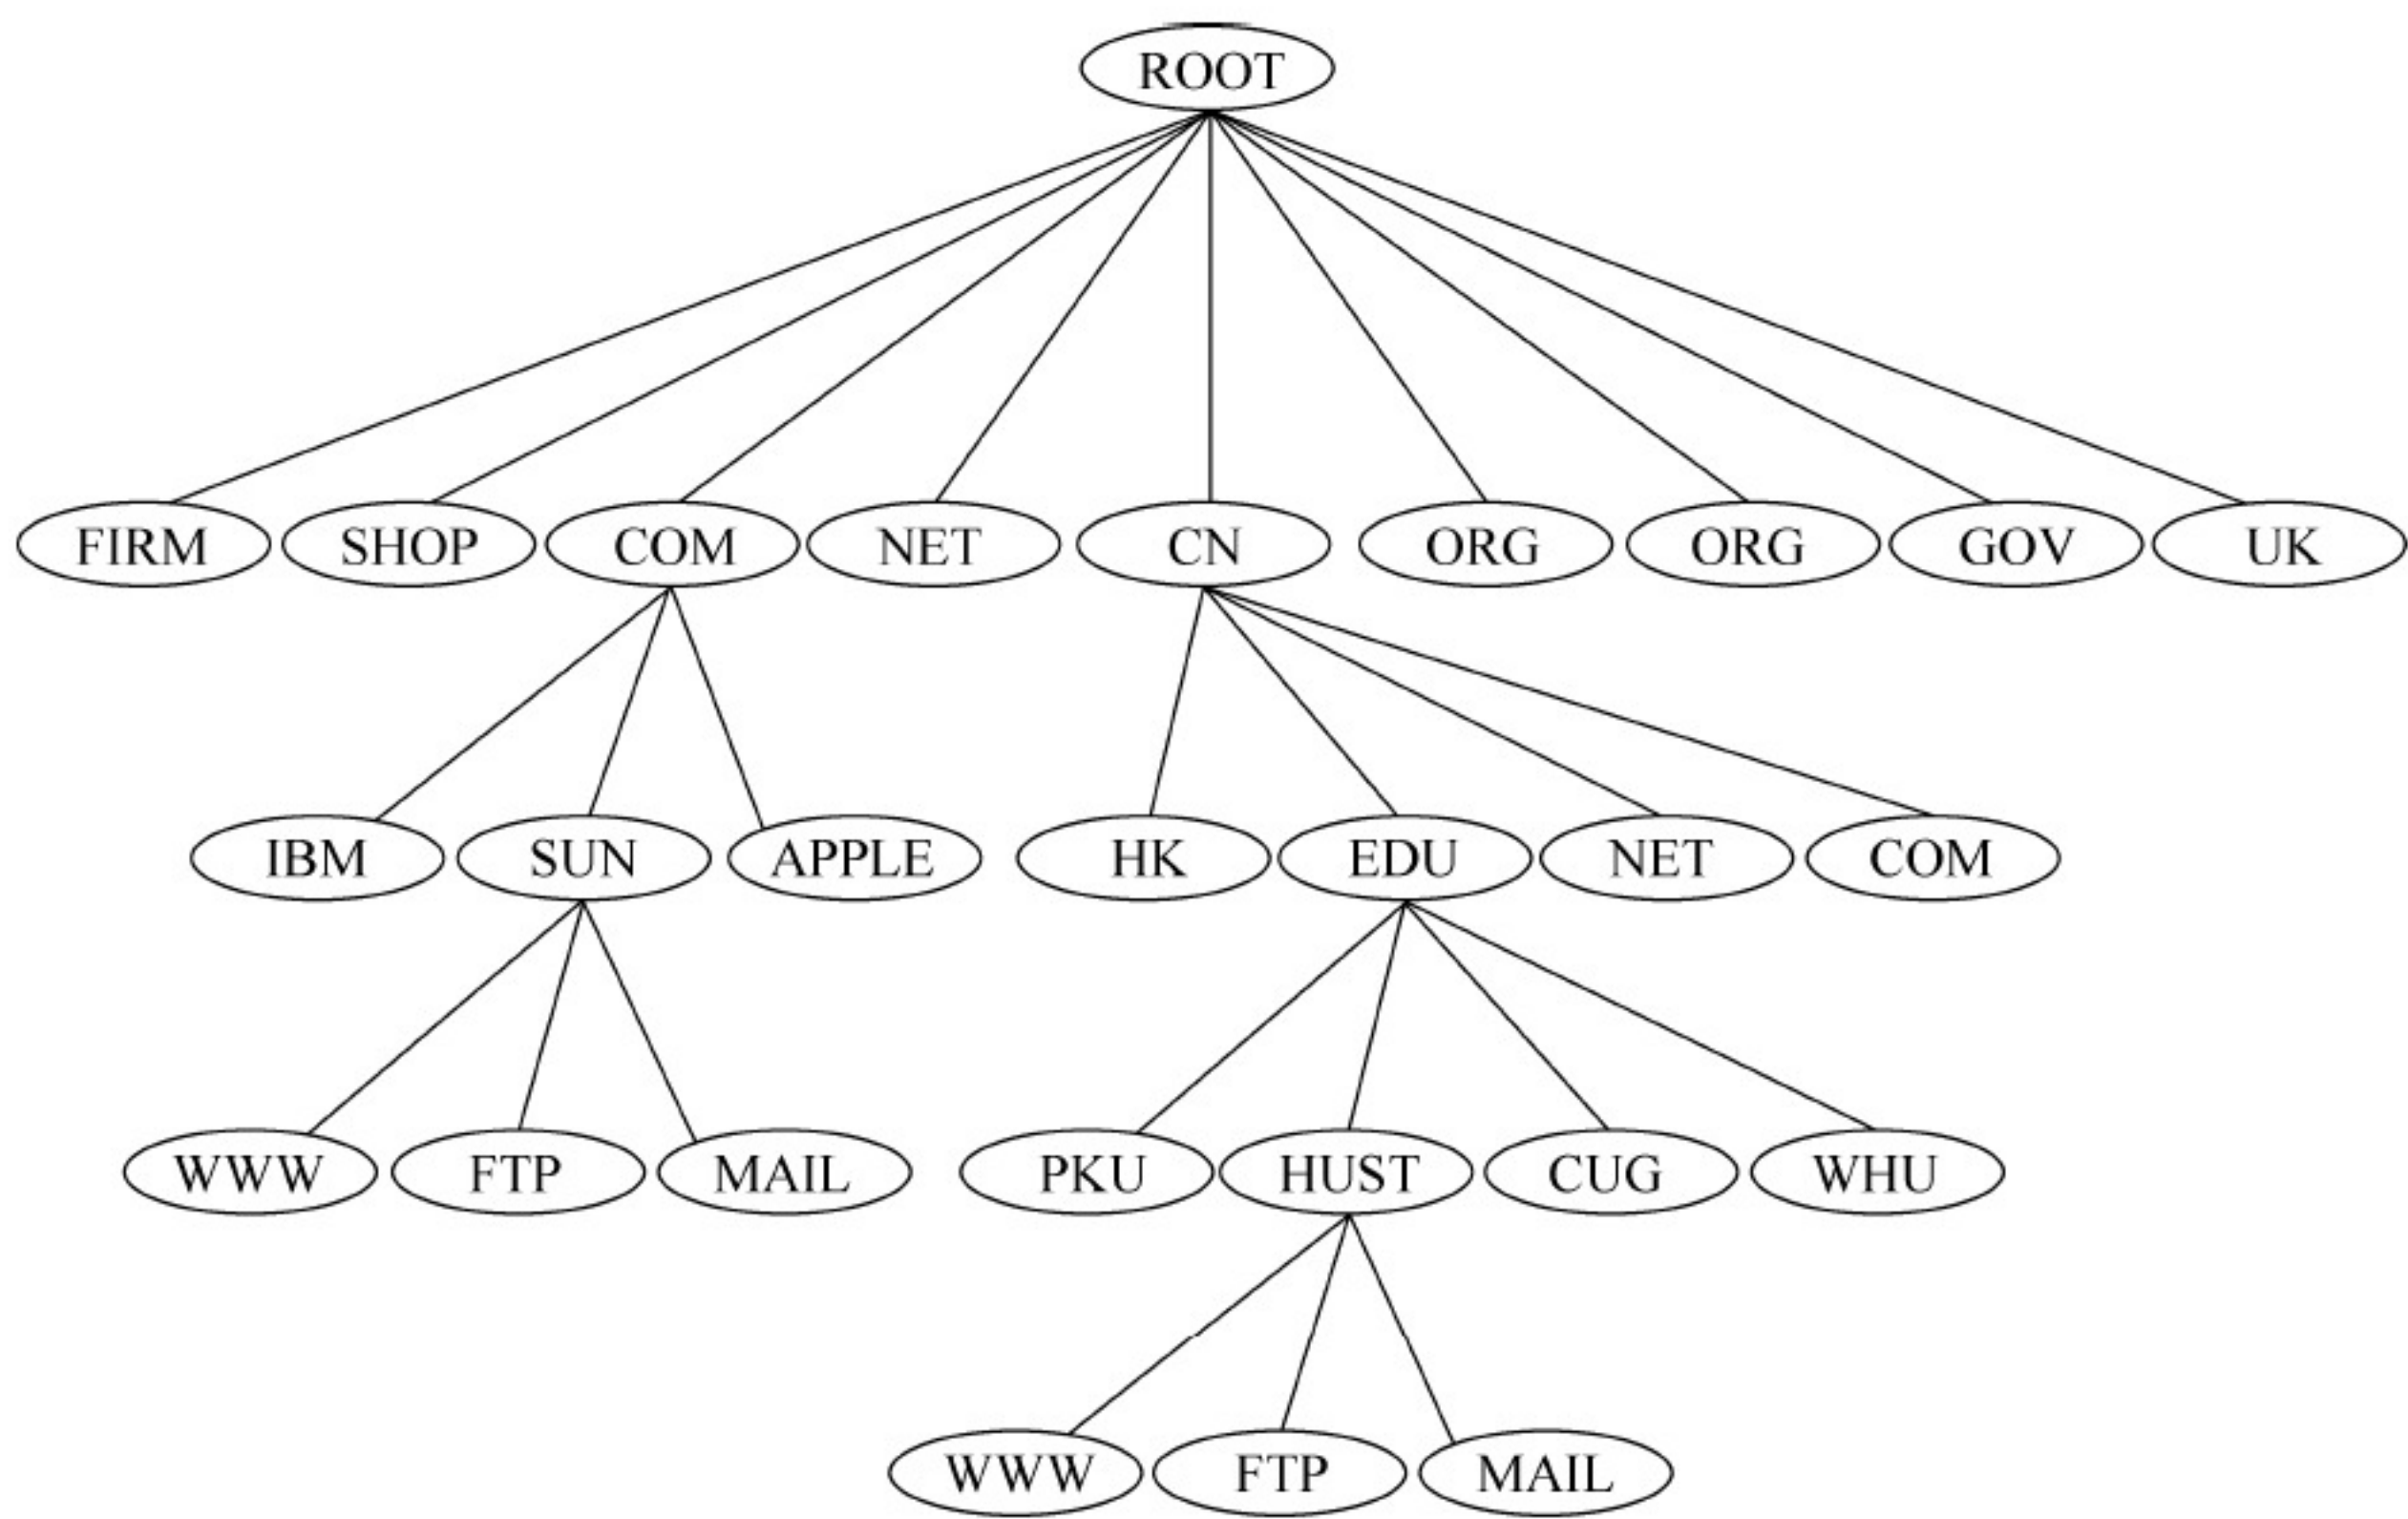 ROOT
FIRM SHOP COM NET CN ORG ORG GOV UK
IBM SUN APPLE HK EDU NET COM
WWW FTP MAIL PKU HUST CUG WHU
WWW FTP MAIL